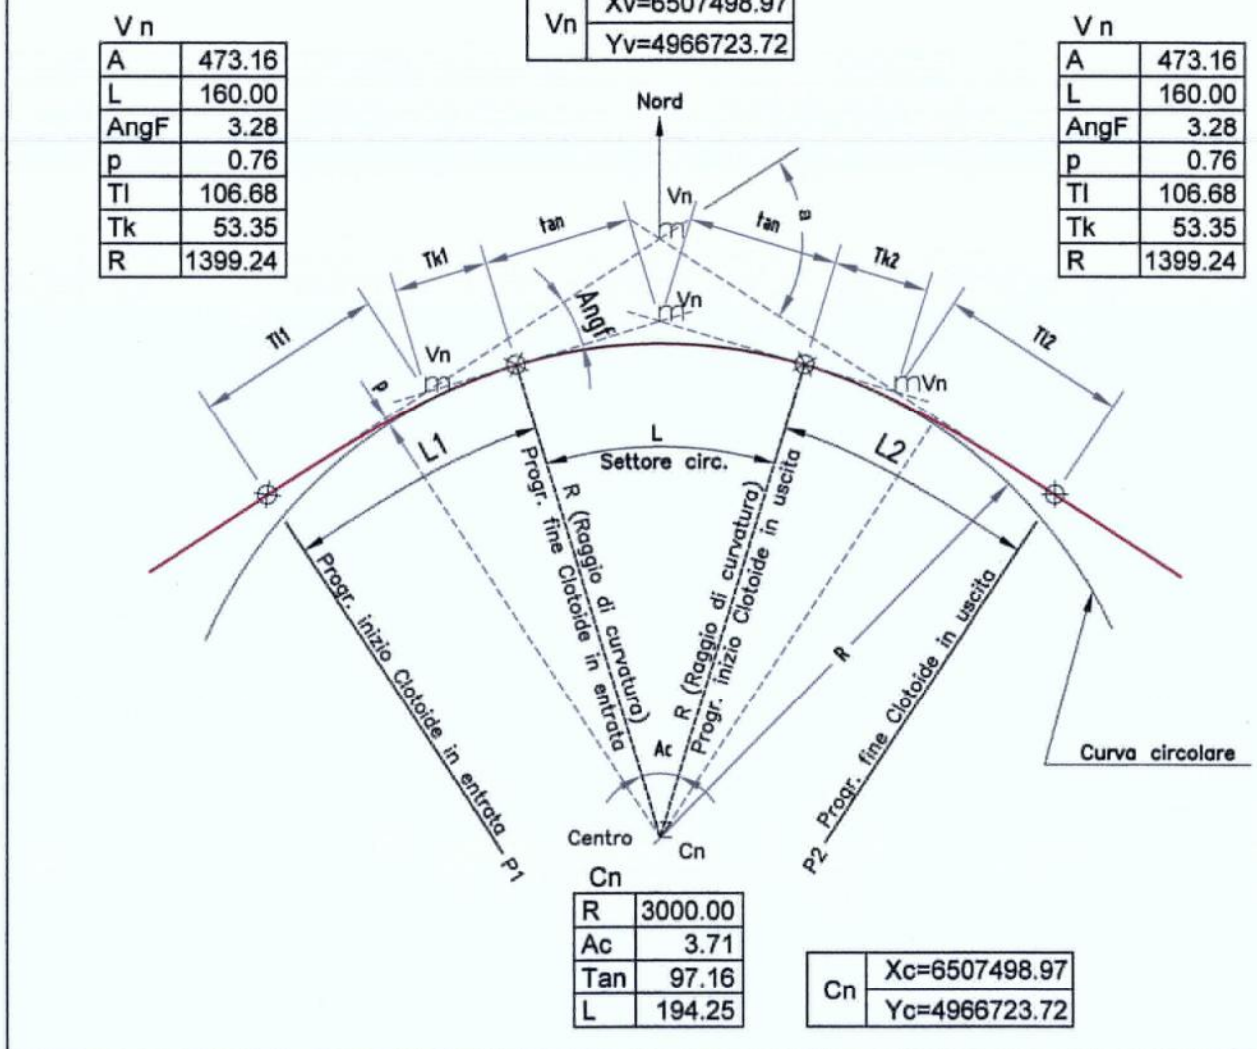 Vn
Xv=6507498.97
Yv=4966723.72
Vn
A 473.16
L 160.00
AngF 3.28
p 0.76
Tl 106.68
Tk 53.35
R 1399.24
Vn
A 473.16
L 160.00
AngF 3.28
p 0.76
Tl 106.68
Tk 53.35
R 1399.24
Nord
Vn
a
tan
tan
Tk1
Tk2
Vn
Angf
Tl1
Tl2
Vn
Vn
p
L1
L
Settore circ.
L2
Progr. inizio Clotoide in entrata
P1
Progr. fine Clotoide in entrata
R (Raggio di curvatura)
R (Raggio di curvatura)
Progr. inizio Clotoide in uscita
R
P2
Progr. fine Clotoide in uscita
Curva circolare
Ac
Centro
Cn
Cn
R 3000.00
Ac 3.71
Tan 97.16
L 194.25
Cn
Xc=6507498.97
Yc=4966723.72